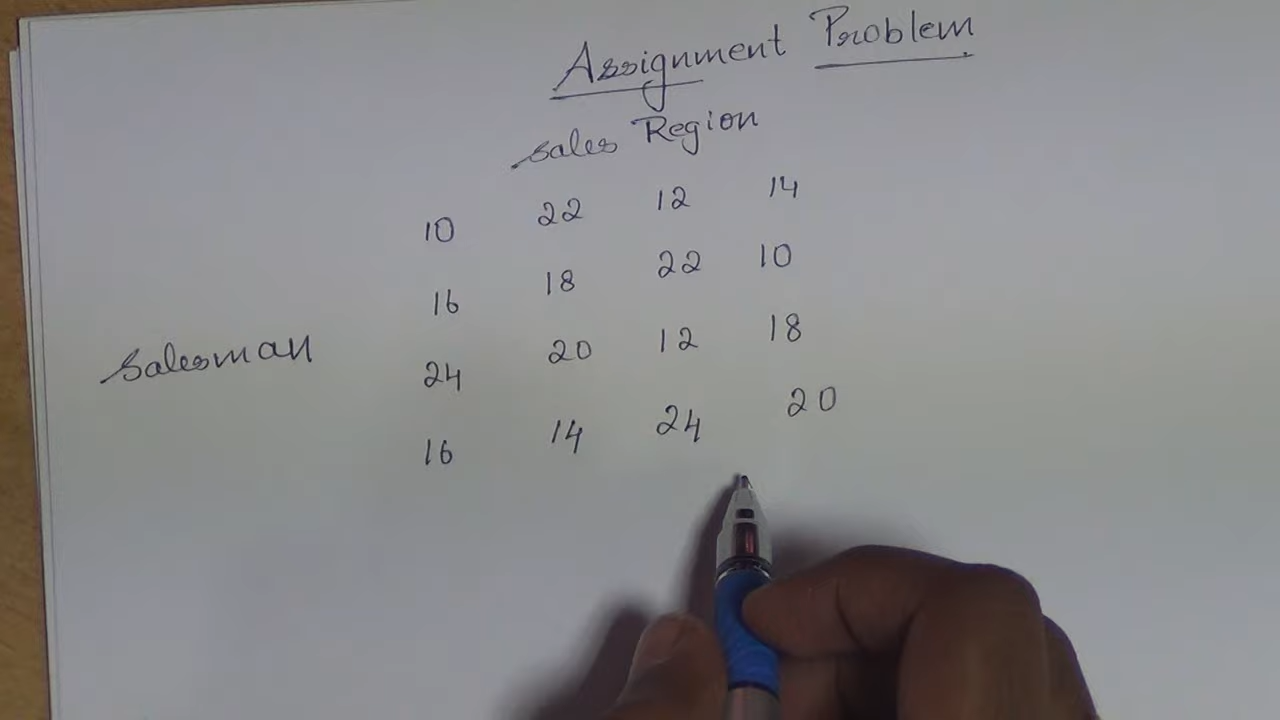 Assignment Problem
Sales Region
10 22 12 14
16 18 22 10
Salesman
24 20 12 18
16 14 24 20